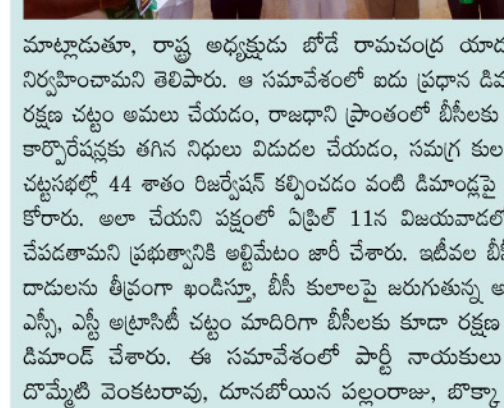 మాట్లాడుతూ, రాష్ట్ర అధ్యక్షుడు బోడే రామచంద్ర యాద
నిర్వహించామని తెలిపారు. ఆ సమావేశంలో ఐదు ప్రధాన డిమ
రక్షణ చట్టం అమలు చేయడం, రాజధాని ప్రాంతంలో బీసీలకు
కార్పొరేషన్లకు తగిన నిధులు విడుదల చేయడం, సమగ్ర కుల
చట్టసభల్లో 44 శాతం రిజర్వేషన్ కల్పించడం వంటి డిమాండ్లపై
కోరారు. అలా చేయని పక్షంలో ఏప్రిల్ 11న విజయవాడలో
చేపడతామని ప్రభుత్వానికి అల్టిమేటం జారీ చేశారు. ఇటీవల బీసీ
దాడులను తీవ్రంగా ఖండిస్తూ, బీసీ కులాలపై జరుగుతున్న అ
ఎస్సీ, ఎస్టీ అట్రాసిటీ చట్టం మాదిరిగా బీసీలకు కూడా రక్షణ
డిమాండ్ చేశారు. ఈ సమావేశంలో పార్టీ నాయకులు
దొమ్మేటి వెంకటరావు, దూనబోయిన పల్లంరాజు, బొక్కా